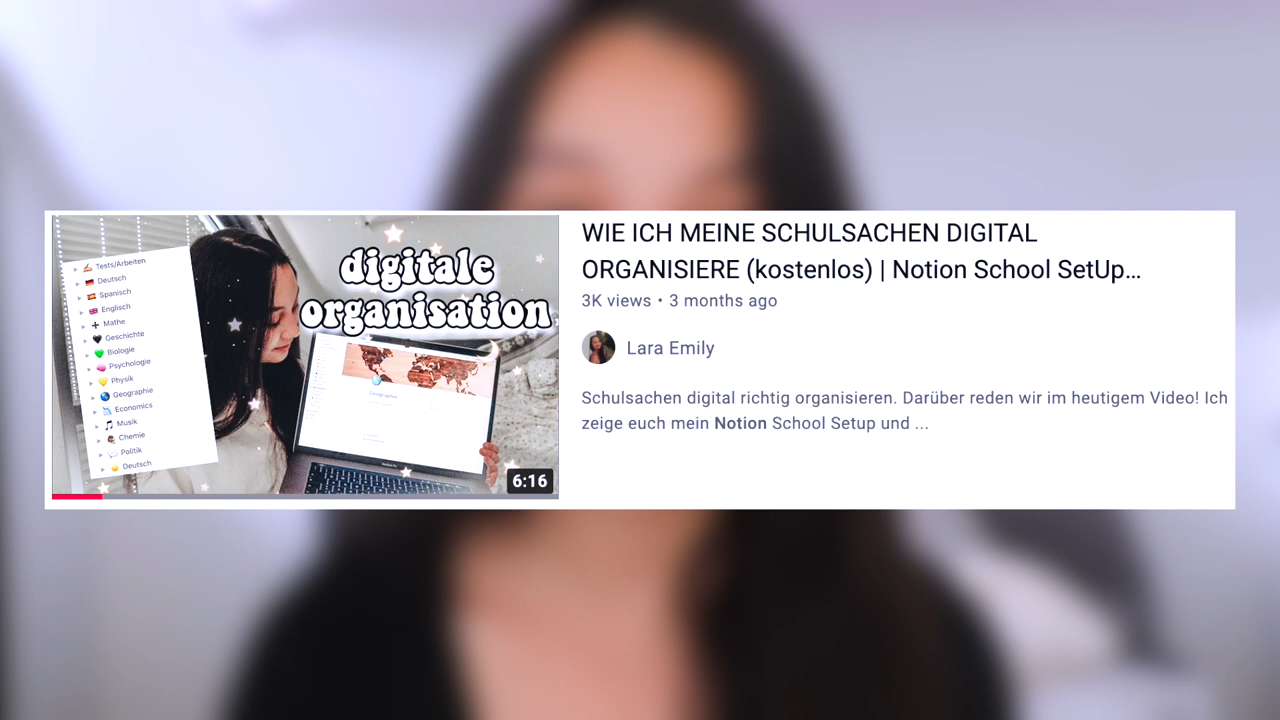 Tests/Arbeiten
Deutsch
Spanisch
Englisch
Mathe
Geschichte
Biologie
Psychologie
Physik
Geographie
Economics
Musik
Chemie
Politik
Deutsch
digitale
organisation
6:16
WIE ICH MEINE SCHULSACHEN DIGITAL
ORGANISIERE (kostenlos) | Notion School SetUp...
3K views • 3 months ago
Lara Emily
Schulsachen digital richtig organisieren. Darüber reden wir im heutigem Video! Ich
zeige euch mein Notion School Setup und ...